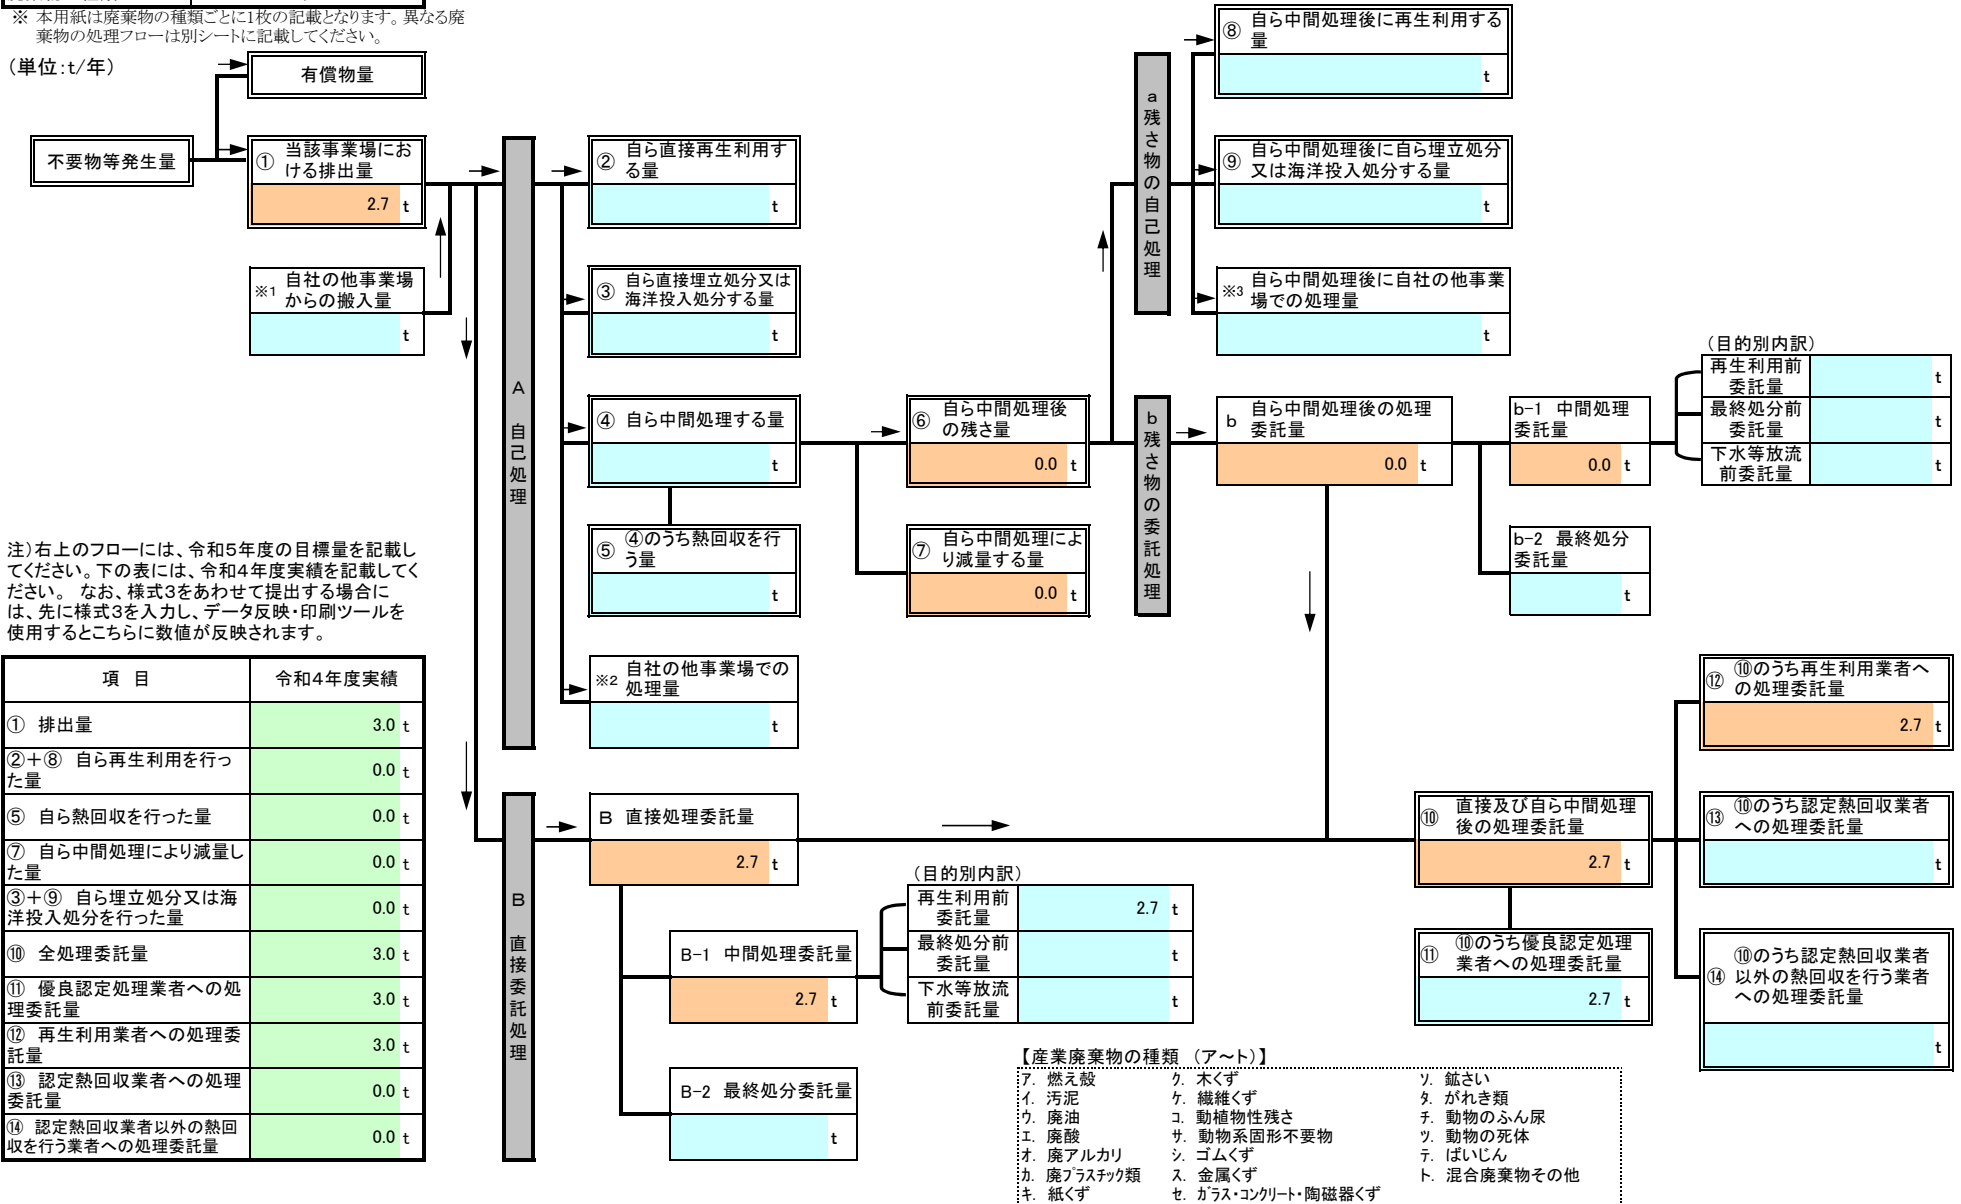 ※ 本用紙は廃棄物の種類ごとに1枚の記載となります。異なる廃
棄物の処理フローは別シートに記載してください。
（単位：t/年）
有償物量
不要物等発生量
① 当該事業場にお
ける排出量
2.7 t
※1 自社の他事業場
からの搬入量
t
A 自己処理
② 自ら直接再生利用す
る量
t
③ 自ら直接埋立処分又は
海洋投入処分する量
t
④ 自ら中間処理する量
t
⑤ ④のうち熱回収を行
う量
t
※2 自社の他事業場での
処理量
t
⑥ 自ら中間処理後
の残さ量
0.0 t
⑦ 自ら中間処理によ
り減量する量
0.0 t
a 残さ物の自己処理
⑧ 自ら中間処理後に再生利用する
量
t
⑨ 自ら中間処理後に自ら埋立処分
又は海洋投入処分する量
t
※3 自ら中間処理後に自社の他事業
場での処理量
t
b 残さ物の委託処理
b 自ら中間処理後の処理
委託量
0.0 t
b-1 中間処理
委託量
0.0 t
b-2 最終処分
委託量
t
（目的別内訳）
再生利用前
委託量
t
最終処分前
委託量
t
下水等放流
前委託量
t
注）右上のフローには、令和5年度の目標量を記載し
てください。下の表には、令和4年度実績を記載してく
ださい。 なお、様式3をあわせて提出する場合に
は、先に様式3を入力し、データ反映・印刷ツールを
使用するとこちらに数値が反映されます。
項 目 令和4年度実績
① 排出量 3.0 t
②＋⑧ 自ら再生利用を行っ
た量 0.0 t
⑤ 自ら熱回収を行った量 0.0 t
⑦ 自ら中間処理により減量し
た量 0.0 t
③＋⑨ 自ら埋立処分又は海
洋投入処分を行った量 0.0 t
⑩ 全処理委託量 3.0 t
⑪ 優良認定処理業者への処
理委託量 3.0 t
⑫ 再生利用業者への処理委
託量 3.0 t
⑬ 認定熱回収業者への処理
委託量 0.0 t
⑭ 認定熱回収業者以外の熱回
収を行う業者への処理委託量 0.0 t
B 直接委託処理
B 直接処理委託量
2.7 t
B-1 中間処理委託量
2.7 t
B-2 最終処分委託量
t
（目的別内訳）
再生利用前
委託量
2.7 t
最終処分前
委託量
t
下水等放流
前委託量
t
⑩ 直接及び自ら中間処理
後の処理委託量
2.7 t
⑪ ⑩のうち優良認定処理
業者への処理委託量
2.7 t
⑫ ⑩のうち再生利用業者へ
の処理委託量
2.7 t
⑬ ⑩のうち認定熱回収業者
への処理委託量
t
⑭ ⑩のうち認定熱回収業者
以外の熱回収を行う業者
への処理委託量
t
【産業廃棄物の種類 （ア～ト）】
ア. 燃え殻 ク. 木くず ソ. 鉱さい
イ. 汚泥 ケ. 繊維くず タ. がれき類
ウ. 廃油 コ. 動植物性残さ チ. 動物のふん尿
エ. 廃酸 サ. 動物系固形不要物 ツ. 動物の死体
オ. 廃アルカリ シ. ゴムくず テ. ばいじん
カ. 廃プラスチック類 ス. 金属くず ト. 混合廃棄物その他
キ. 紙くず セ. ガラス・コンクリート・陶磁器くず